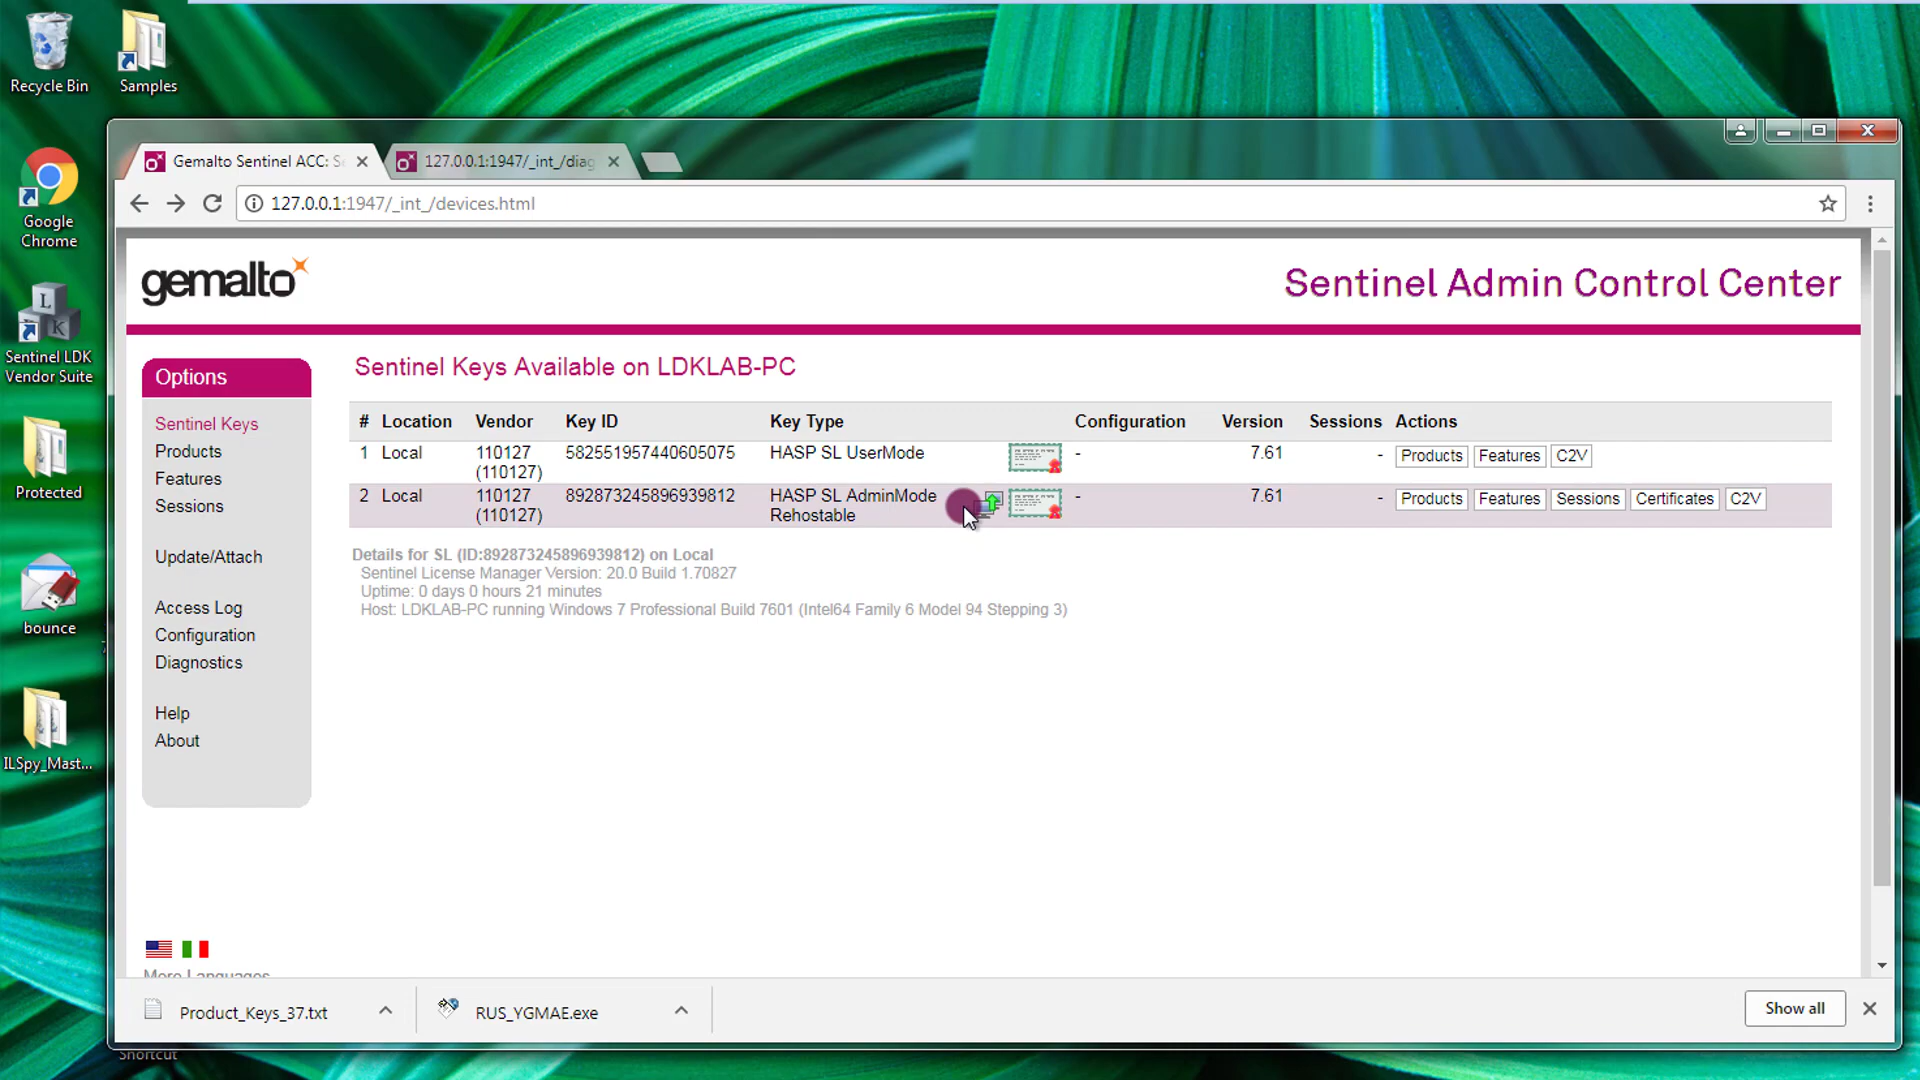 Recycle Bin
Samples
Google
Chrome
Sentinel LDK
Vendor Suite
Protected
bounce
ILSpy_Mast...
Shortcut
Gemalto Sentinel ACC: S
127.0.0.1:1947/_int_/diag
127.0.0.1:1947/_int_/devices.html
gemalto
Sentinel Admin Control Center
Options
Sentinel Keys
Products
Features
Sessions
Update/Attach
Access Log
Configuration
Diagnostics
Help
About
More Languages
Sentinel Keys Available on LDKLAB-PC
# Location Vendor Key ID Key Type Configuration Version Sessions Actions
1 Local 110127 582551957440605075 HASP SL UserMode - 7.61 - Products Features C2V
(110127)
2 Local 110127 892873245896939812 HASP SL AdminMode - 7.61 - Products Features Sessions Certificates C2V
(110127) Rehostable
Details for SL (ID:892873245896939812) on Local
Sentinel License Manager Version: 20.0 Build 1.70827
Uptime: 0 days 0 hours 21 minutes
Host: LDKLAB-PC running Windows 7 Professional Build 7601 (Intel64 Family 6 Model 94 Stepping 3)
Product_Keys_37.txt
RUS_YGMAE.exe
Show all